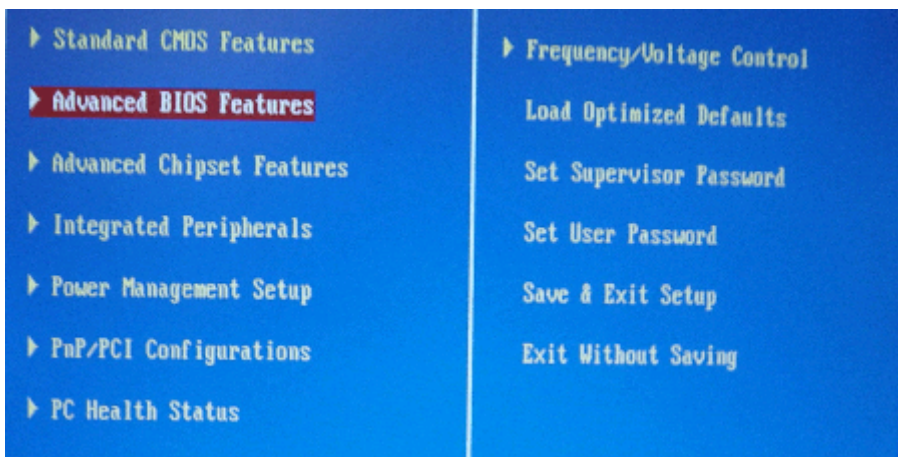 Standard CMOS Features
Advanced BIOS Features
Advanced Chipset Features
Integrated Peripherals
Power Management Setup
PnP/PCI Configurations
PC Health Status
Frequency/Voltage Control
Load Optimized Defaults
Set Supervisor Password
Set User Password
Save & Exit Setup
Exit Without Saving